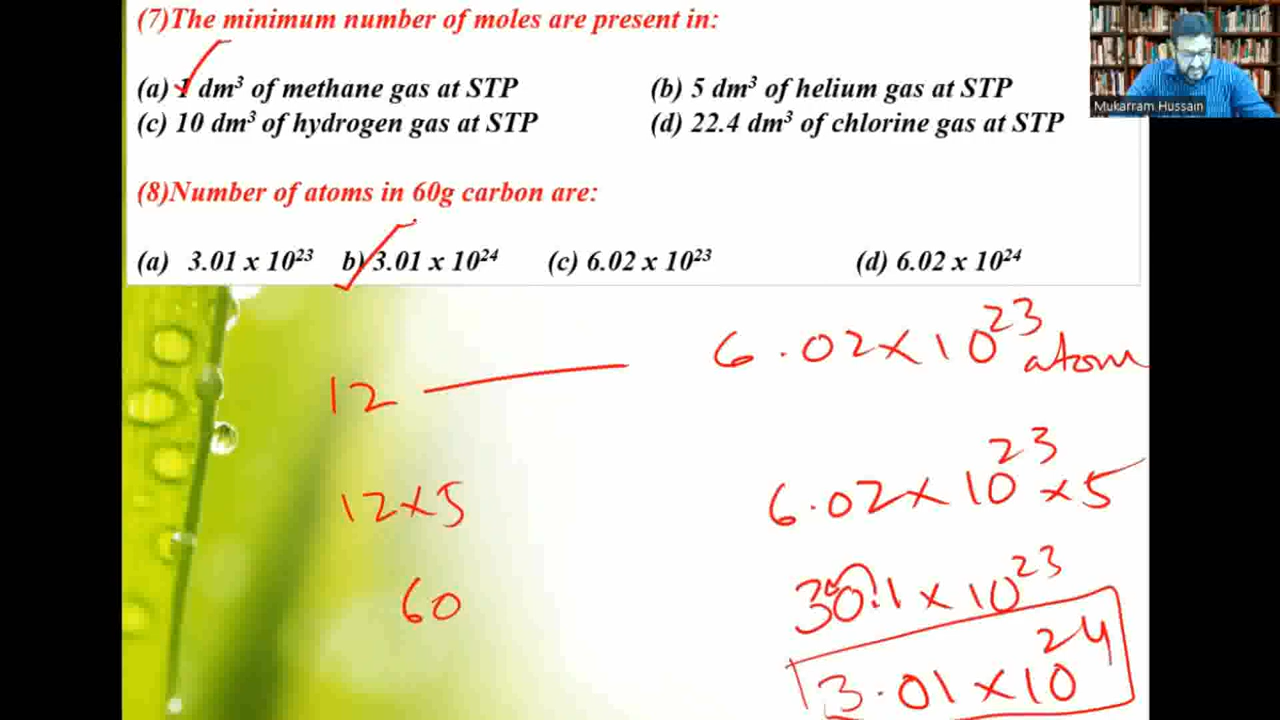 (7)The minimum number of moles are present in:
(a) 1 dm³ of methane gas at STP (b) 5 dm³ of helium gas at STP
(c) 10 dm³ of hydrogen gas at STP (d) 22.4 dm³ of chlorine gas at STP
Mukarram Hussain
(8)Number of atoms in 60g carbon are:
(a) 3.01 x 10²³ b) 3.01 x 10²⁴ (c) 6.02 x 10²³ (d) 6.02 x 10²⁴
12 — 6.02 × 10²³ atom
12 × 5 6.02 × 10²³ × 5
60 30.1 × 10²³
3.01 × 10²⁴